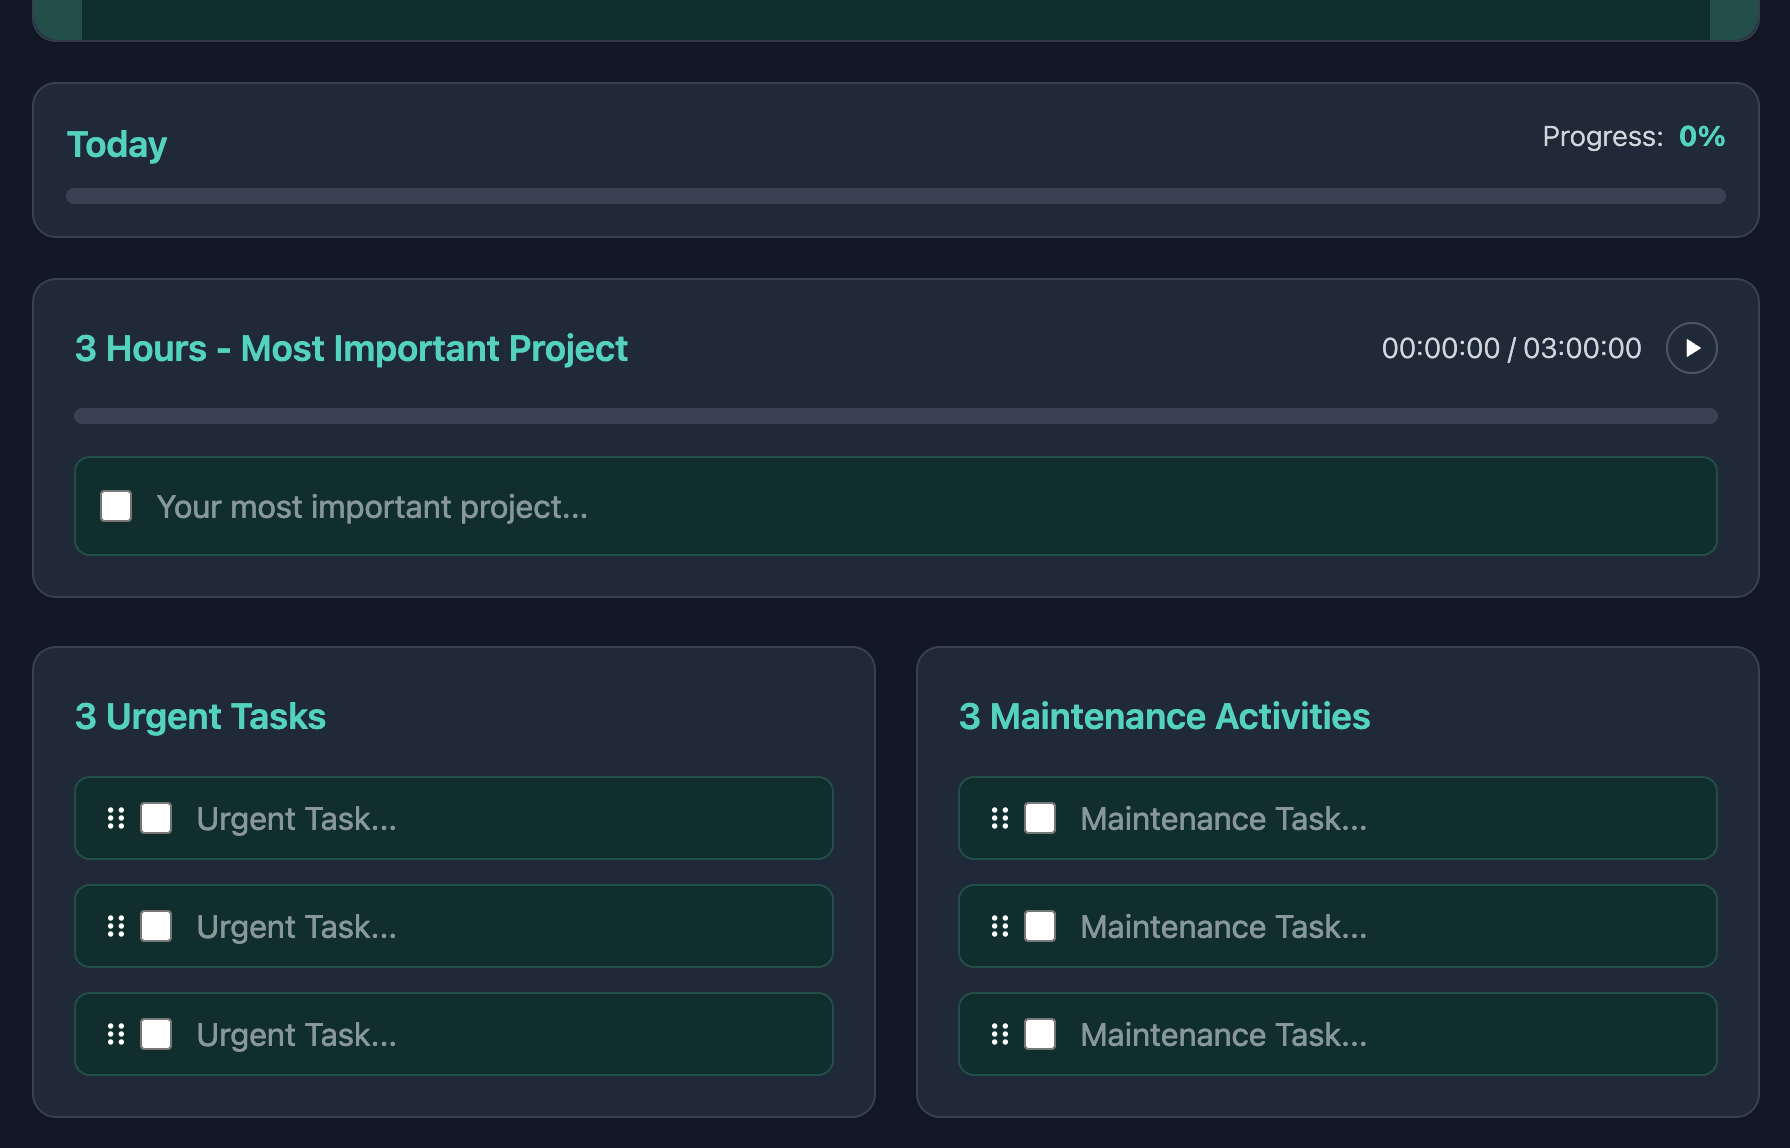 Today
Progress: 0%
3 Hours - Most Important Project
00:00:00 / 03:00:00
Your most important project...
3 Urgent Tasks
Urgent Task...
Urgent Task...
Urgent Task...
3 Maintenance Activities
Maintenance Task...
Maintenance Task...
Maintenance Task...